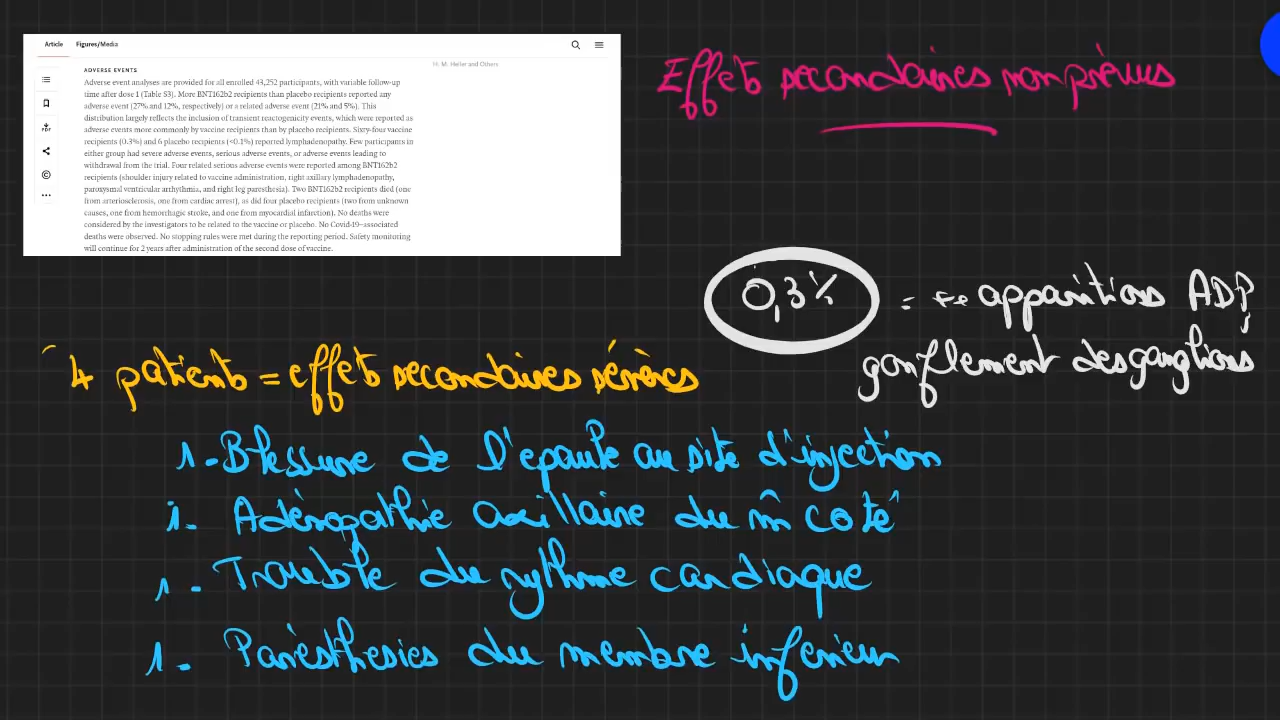 Article Figures/Media
H. M. Heller and Others
ADVERSE EVENTS
Adverse event analyses are provided for all enrolled 43,252 participants, with variable follow-up
time after dose 1 (Table S3). More BNT162b2 recipients than placebo recipients reported any
adverse event (27% and 12%, respectively) or a related adverse event (21% and 5%). This
distribution largely reflects the inclusion of transient reactogenicity events, which were reported as
adverse events more commonly by vaccine recipients than by placebo recipients. Sixty-four vaccine
recipients (0.3%) and 6 placebo recipients (<0.1%) reported lymphadenopathy. Few participants in
either group had severe adverse events, serious adverse events, or adverse events leading to
withdrawal from the trial. Four related serious adverse events were reported among BNT162b2
recipients (shoulder injury related to vaccine administration, right axillary lymphadenopathy,
paroxysmal ventricular arrhythmia, and right leg paresthesia). Two BNT162b2 recipients died (one
from arteriosclerosis, one from cardiac arrest), as did four placebo recipients (two from unknown
causes, one from hemorrhagic stroke, and one from myocardial infarction). No deaths were
considered by the investigators to be related to the vaccine or placebo. No Covid-19–associated
deaths were observed. No stopping rules were met during the reporting period. Safety monitoring
will continue for 2 years after administration of the second dose of vaccine.
PDF
Effet secondaires non prévus
0,3% = apparitions ADP
gonflement des ganglions
4 patient = effet secondaires sévères
1 - Blessure de l'épaule au site d'injection
1 - Adénopathie axillaire du m̂ coté
1 - Trouble du rythme cardiaque
1 - Parésthesies du membre inferieur